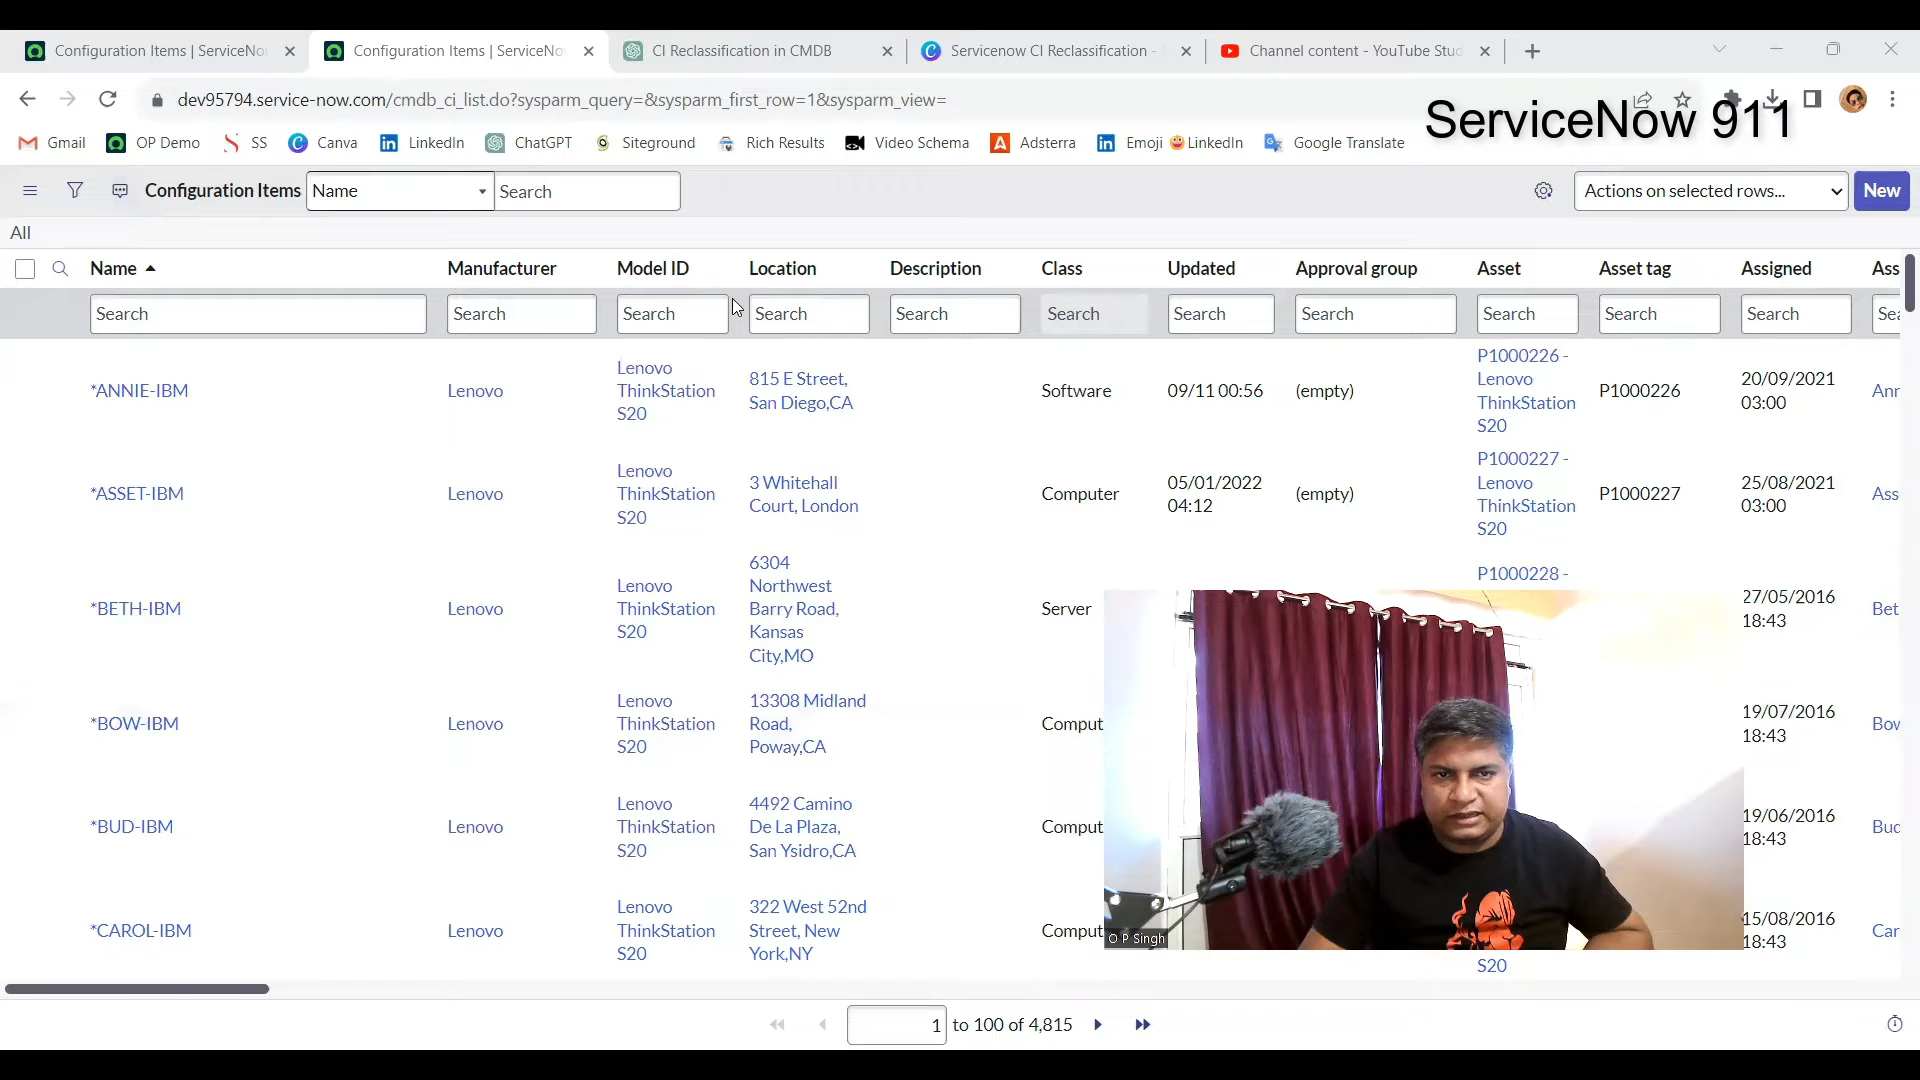 Configuration Items | ServiceNo
Configuration Items | ServiceNo
CI Reclassification in CMDB
Servicenow CI Reclassification -
Channel content - YouTube Stud
dev95794.service-now.com/cmdb_ci_list.do?sysparm_query=&sysparm_first_row=1&sysparm_view=
ServiceNow 911
Gmail OP Demo SS Canva LinkedIn ChatGPT Siteground Rich Results Video Schema Adsterra Emoji 😀LinkedIn Google Translate
Configuration Items Name Search Actions on selected rows... New
All
Name Manufacturer Model ID Location Description Class Updated Approval group Asset Asset tag Assigned Ass
Search Search Search Search Search Search Search Search Search Search Search Sea
*ANNIE-IBM
Lenovo
Lenovo
ThinkStation
S20
815 E Street,
San Diego,CA
Software
09/11 00:56
(empty)
P1000226 -
Lenovo
ThinkStation
S20
P1000226
20/09/2021
03:00
Anr
*ASSET-IBM
Lenovo
Lenovo
ThinkStation
S20
3 Whitehall
Court, London
Computer
05/01/2022
04:12
(empty)
P1000227 -
Lenovo
ThinkStation
S20
P1000227
25/08/2021
03:00
Ass
*BETH-IBM
Lenovo
Lenovo
ThinkStation
S20
6304
Northwest
Barry Road,
Kansas
City,MO
Server
P1000228 -
27/05/2016
18:43
Bet
*BOW-IBM
Lenovo
Lenovo
ThinkStation
S20
13308 Midland
Road,
Poway,CA
Comput
19/07/2016
18:43
Bow
*BUD-IBM
Lenovo
Lenovo
ThinkStation
S20
4492 Camino
De La Plaza,
San Ysidro,CA
Comput
19/06/2016
18:43
Bud
*CAROL-IBM
Lenovo
Lenovo
ThinkStation
S20
322 West 52nd
Street, New
York,NY
Comput
S20
15/08/2016
18:43
Car
O P Singh
1 to 100 of 4,815